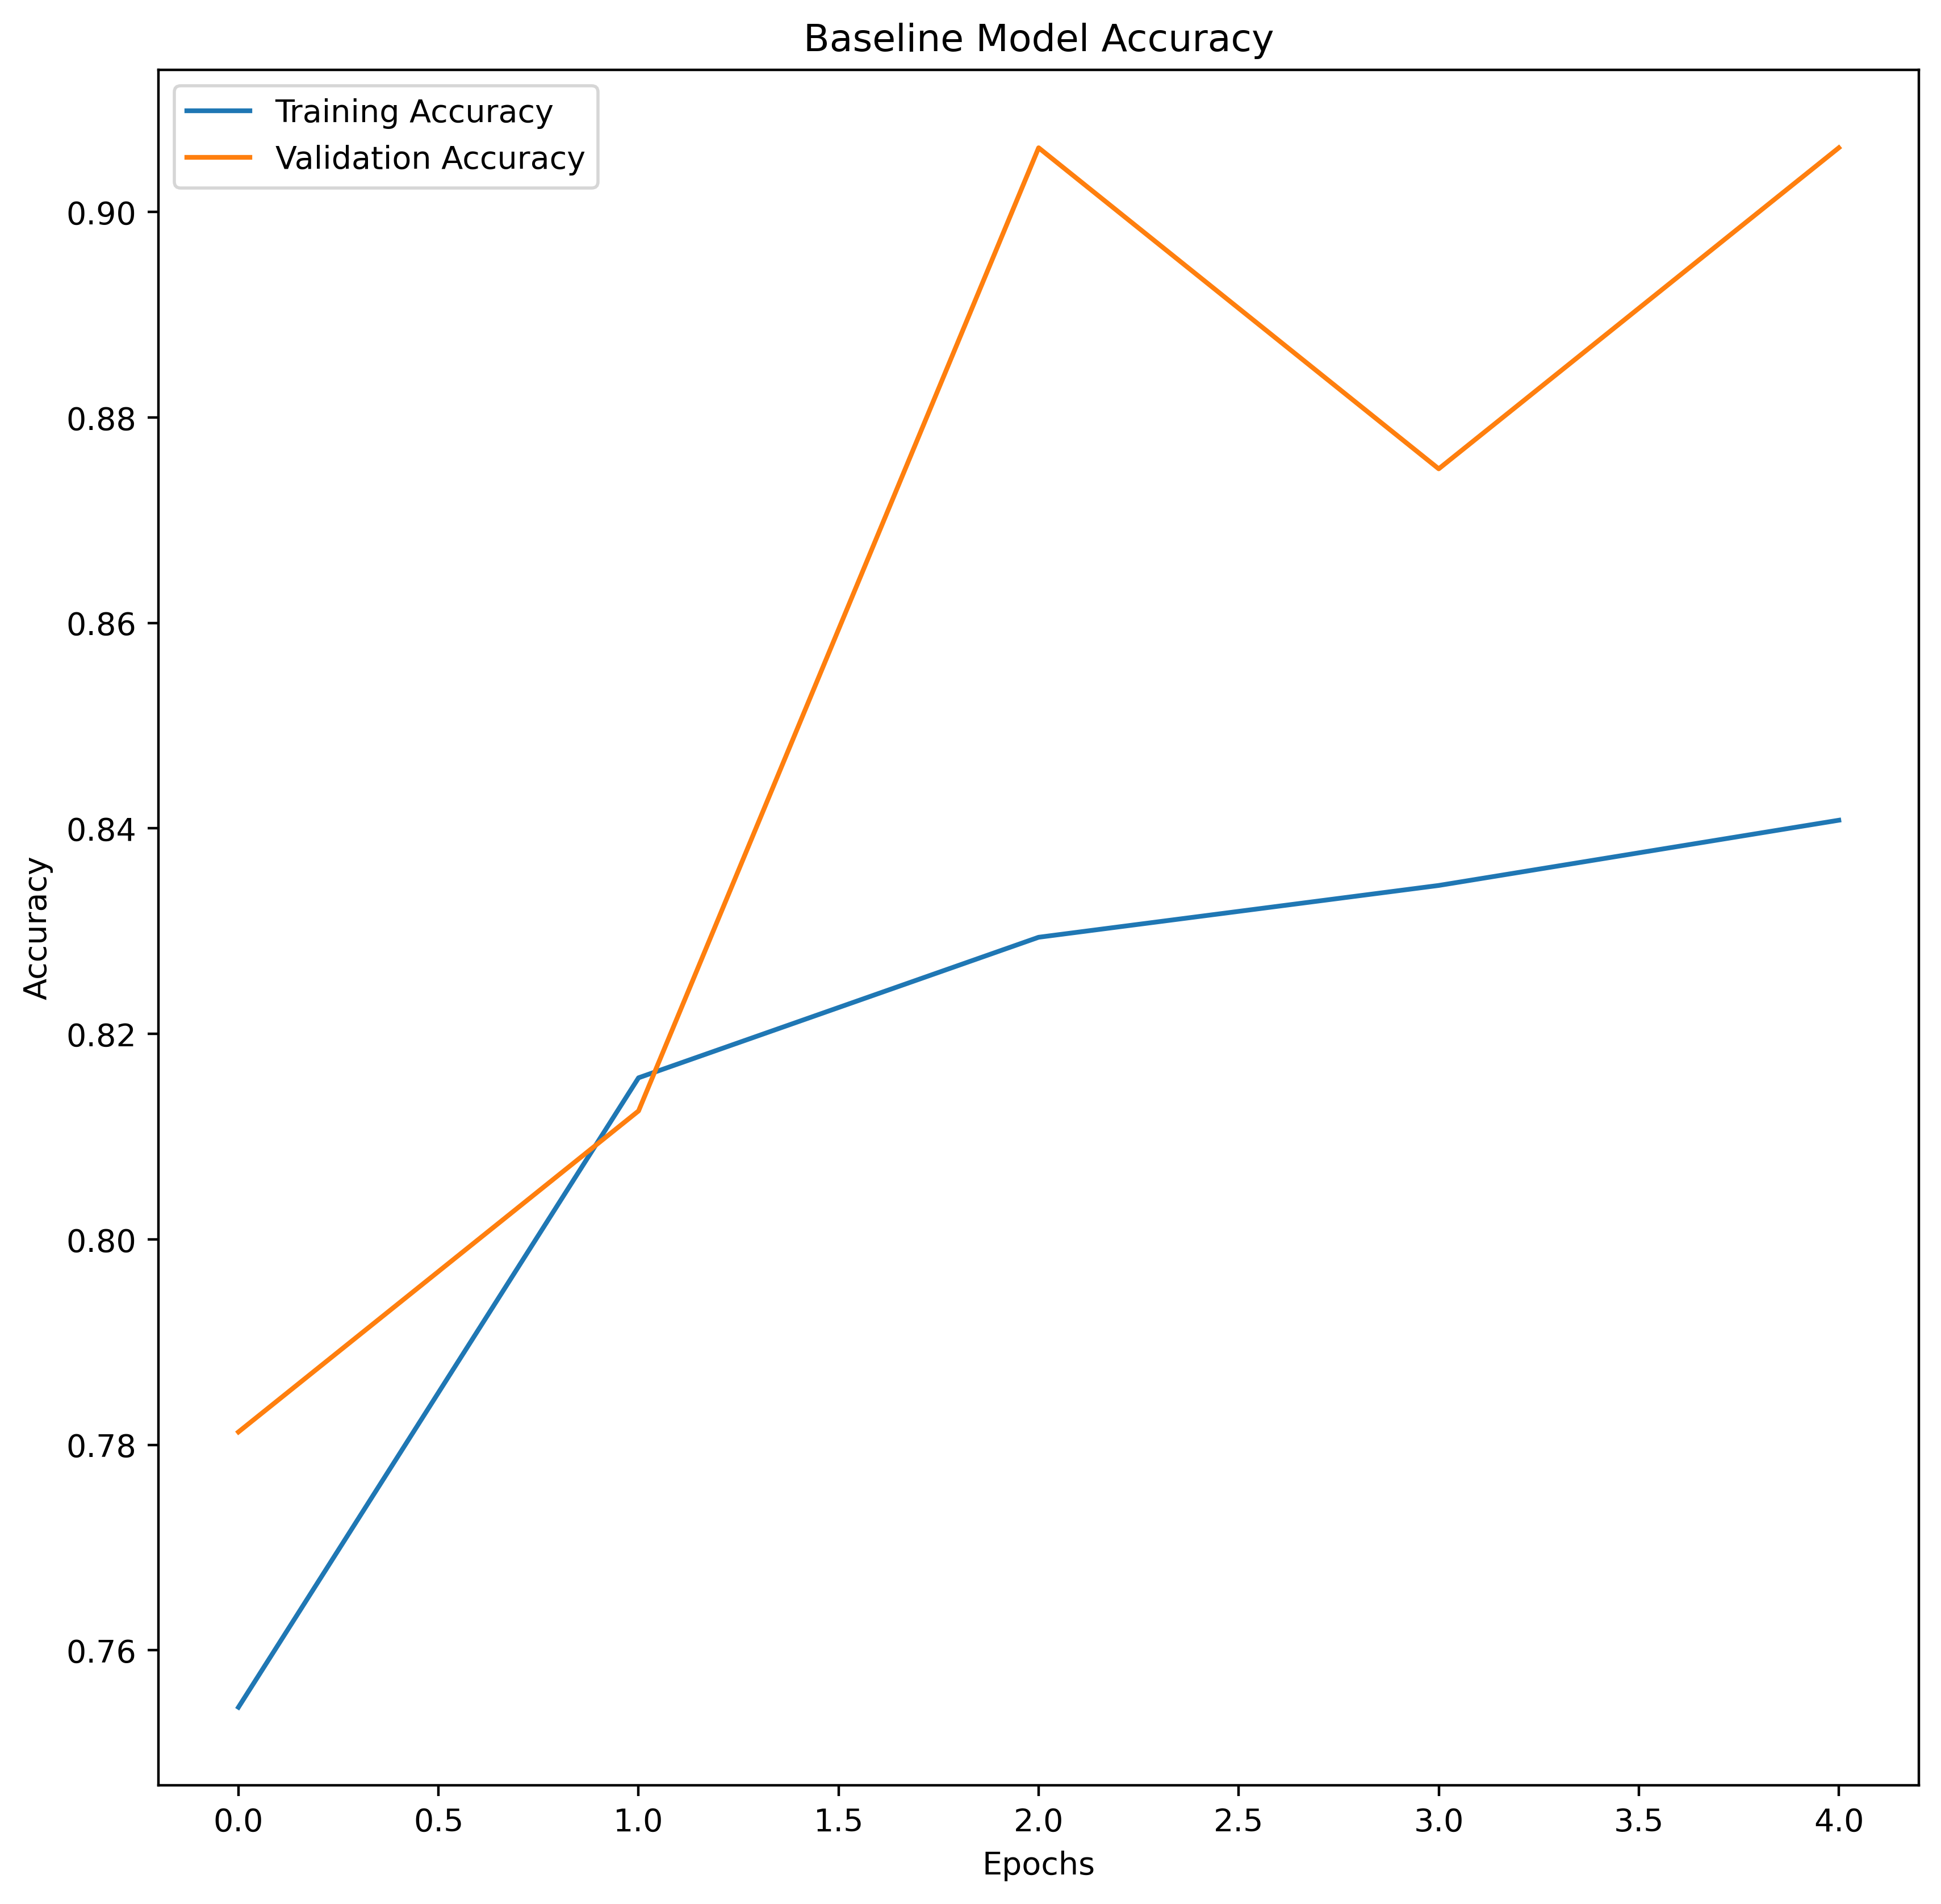 Baseline Model Accuracy
Training Accuracy
Validation Accuracy
0.90
0.88
0.86
0.84
0.82
0.80
0.78
0.76
Accuracy
0.0 0.5 1.0 1.5 2.0 2.5 3.0 3.5 4.0
Epochs